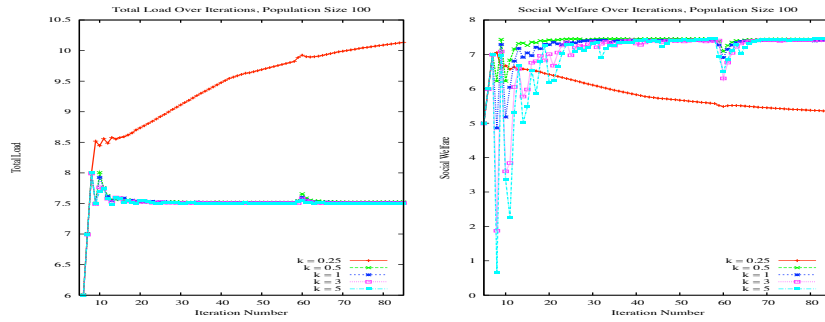 Total Load Over Iterations, Population Size 100
10.5
10
9.5
9
8.5
8
7.5
7
6.5
6
Total Load
10 20 30 40 50 60 70 80
Iteration Number
k = 0.25
k = 0.5
k = 1
k = 3
k = 5
Social Welfare Over Iterations, Population Size 100
8
7
6
5
4
3
2
1
0
Social Welfare
10 20 30 40 50 60 70 80
Iteration Number
k = 0.25
k = 0.5
k = 1
k = 3
k = 5